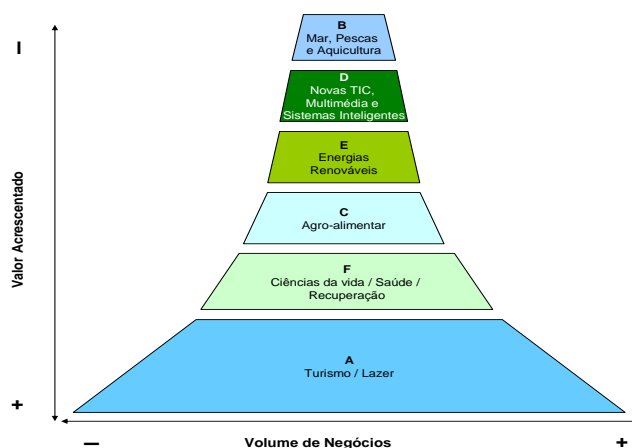 B
Mar, Pescas
e Aquicultura
D
Novas TIC,
Multimédia e
Sistemas Inteligentes
E
Energias
Renováveis
C
Agro-alimentar
F
Ciências da vida / Saúde /
Recuperação
A
Turismo / Lazer
I
Valor Acrescentado
+
–
Volume de Negócios
+